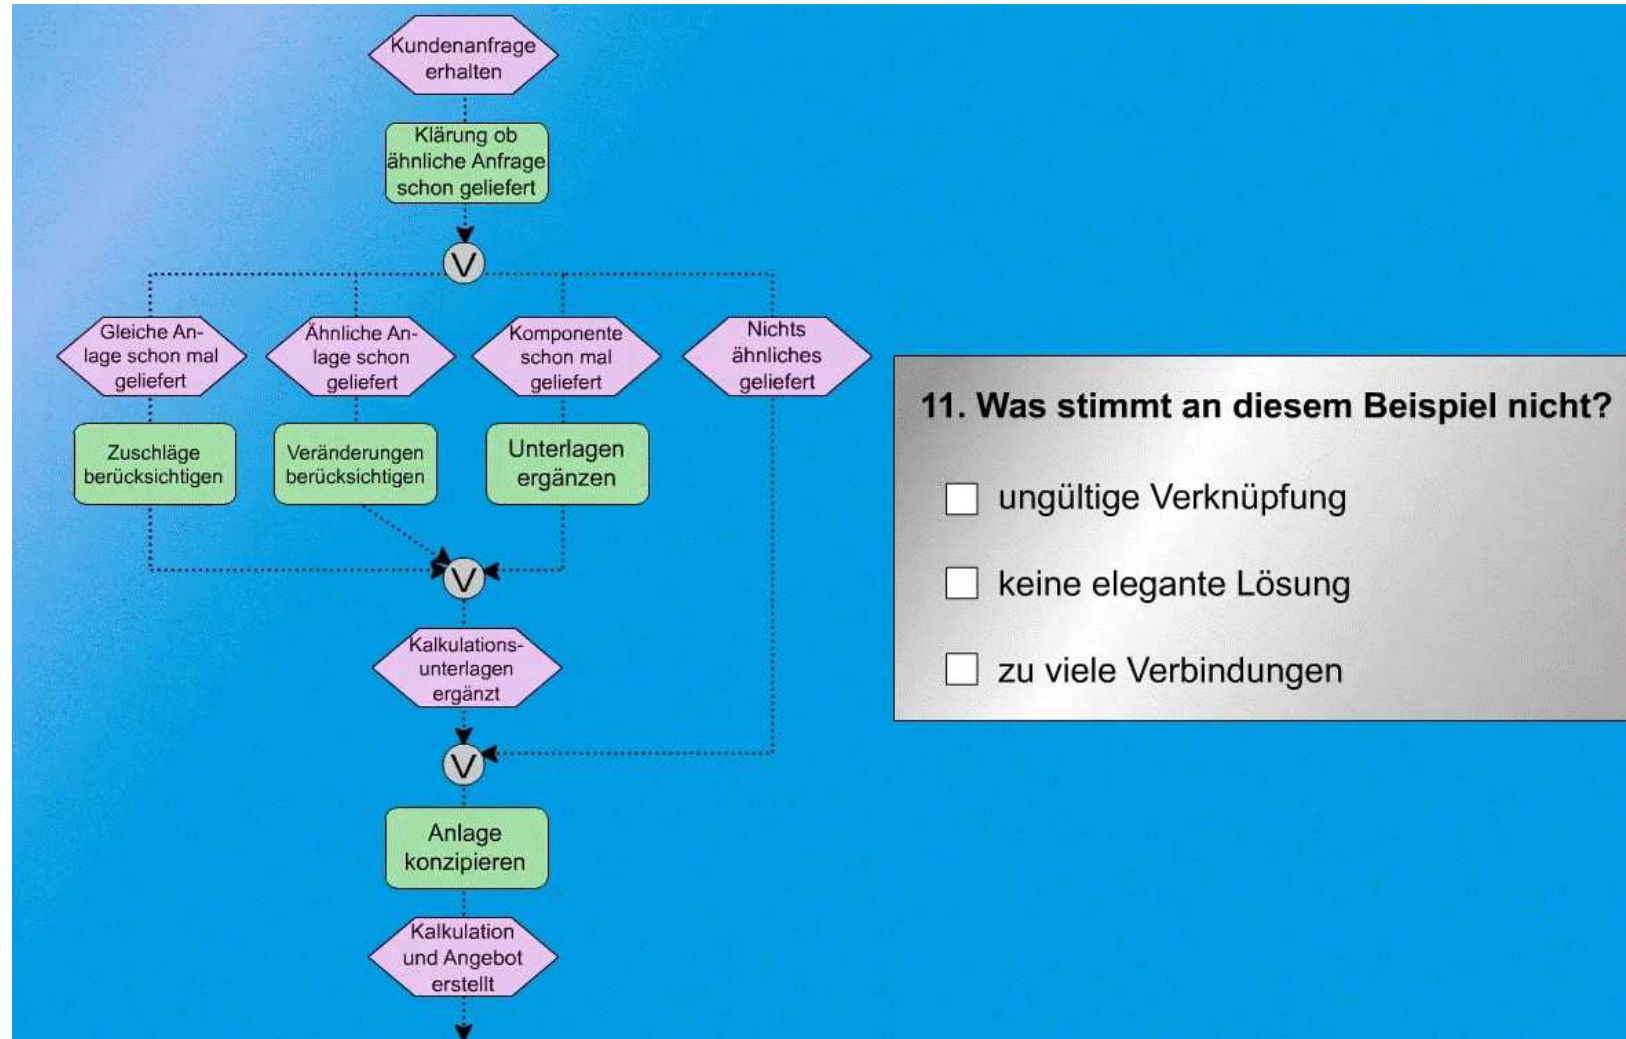 Kundenanfrage
erhalten
Klärung ob
ähnliche Anfrage
schon geliefert
V
Gleiche An-
lage schon mal
geliefert
Ähnliche An-
lage schon
geliefert
Komponente
schon mal
geliefert
Nichts
ähnliches
geliefert
Zuschläge
berücksichtigen
Veränderungen
berücksichtigen
Unterlagen
ergänzen
V
Kalkulations-
unterlagen
ergänzt
V
Anlage
konzipieren
Kalkulation
und Angebot
erstellt
11. Was stimmt an diesem Beispiel nicht?
ungültige Verknüpfung
keine elegante Lösung
zu viele Verbindungen